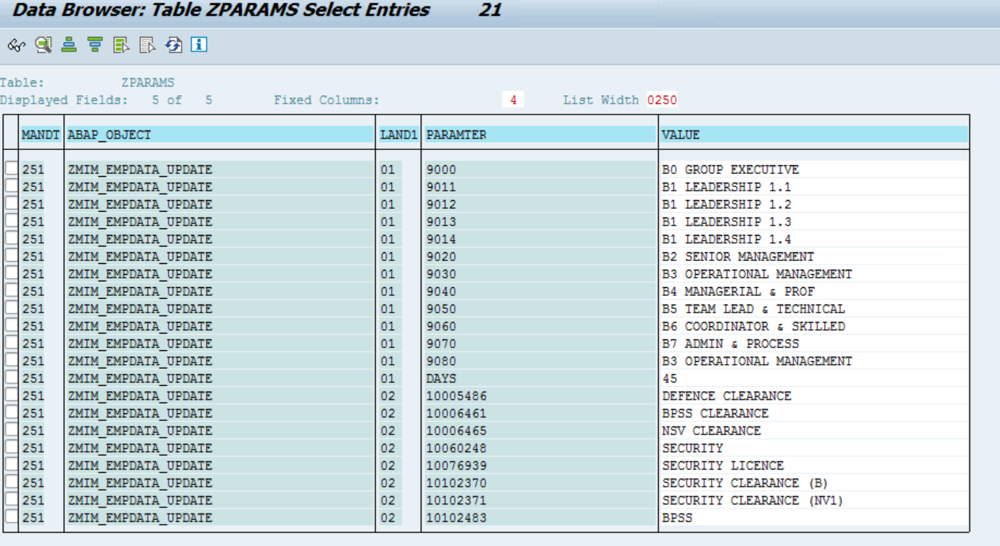 Data Browser: Table ZPARAMS Select Entries 21
Table: ZPARAMS
Displayed Fields: 5 of 5 Fixed Columns: 4 List Width 0250
MANDT ABAP_OBJECT LAND1 PARAMTER VALUE
251 ZMIM_EMPDATA_UPDATE 01 9000 B0 GROUP EXECUTIVE
251 ZMIM_EMPDATA_UPDATE 01 9011 B1 LEADERSHIP 1.1
251 ZMIM_EMPDATA_UPDATE 01 9012 B1 LEADERSHIP 1.2
251 ZMIM_EMPDATA_UPDATE 01 9013 B1 LEADERSHIP 1.3
251 ZMIM_EMPDATA_UPDATE 01 9014 B1 LEADERSHIP 1.4
251 ZMIM_EMPDATA_UPDATE 01 9020 B2 SENIOR MANAGEMENT
251 ZMIM_EMPDATA_UPDATE 01 9030 B3 OPERATIONAL MANAGEMENT
251 ZMIM_EMPDATA_UPDATE 01 9040 B4 MANAGERIAL & PROF
251 ZMIM_EMPDATA_UPDATE 01 9050 B5 TEAM LEAD & TECHNICAL
251 ZMIM_EMPDATA_UPDATE 01 9060 B6 COORDINATOR & SKILLED
251 ZMIM_EMPDATA_UPDATE 01 9070 B7 ADMIN & PROCESS
251 ZMIM_EMPDATA_UPDATE 01 9080 B3 OPERATIONAL MANAGEMENT
251 ZMIM_EMPDATA_UPDATE 01 DAYS 45
251 ZMIM_EMPDATA_UPDATE 02 10005486 DEFENCE CLEARANCE
251 ZMIM_EMPDATA_UPDATE 02 10006461 BPSS CLEARANCE
251 ZMIM_EMPDATA_UPDATE 02 10006465 NSV CLEARANCE
251 ZMIM_EMPDATA_UPDATE 02 10060248 SECURITY
251 ZMIM_EMPDATA_UPDATE 02 10076939 SECURITY LICENCE
251 ZMIM_EMPDATA_UPDATE 02 10102370 SECURITY CLEARANCE (B)
251 ZMIM_EMPDATA_UPDATE 02 10102371 SECURITY CLEARANCE (NV1)
251 ZMIM_EMPDATA_UPDATE 02 10102483 BPSS